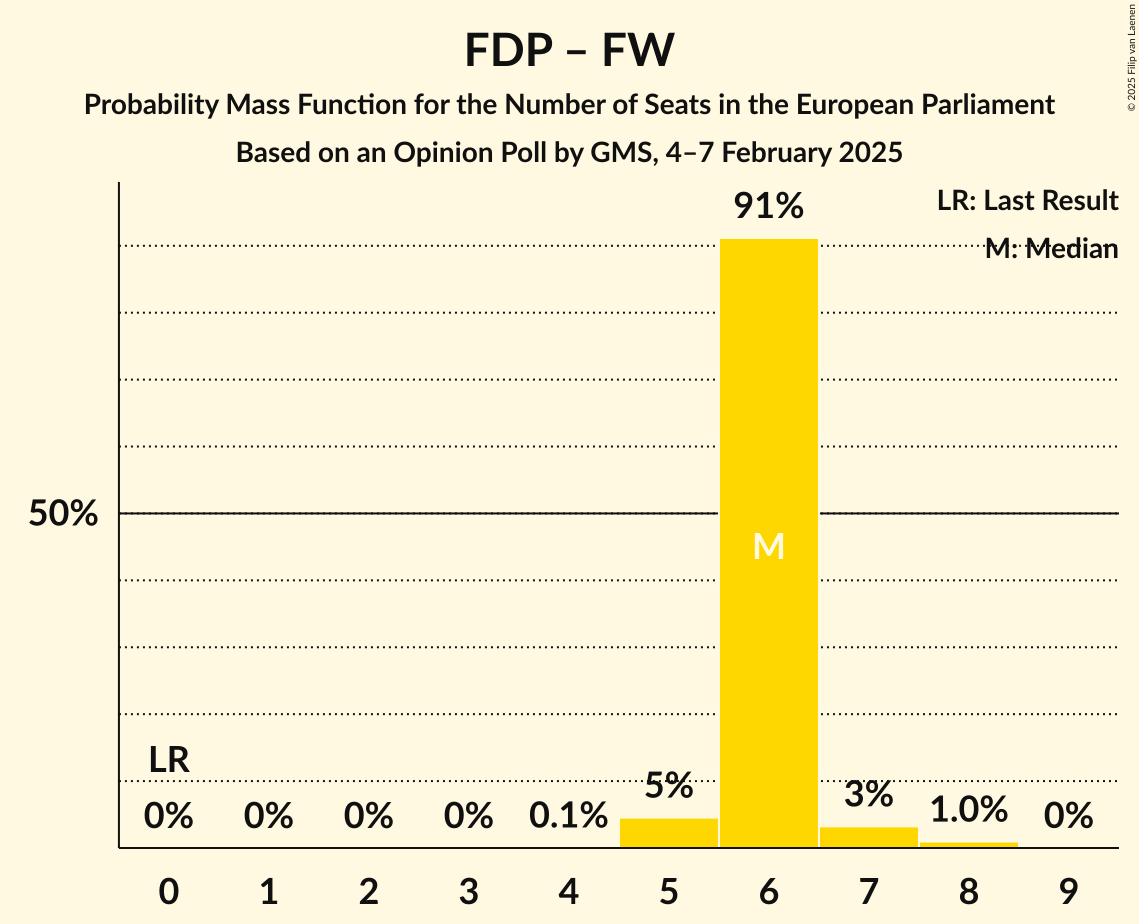 FDP – FW
Probability Mass Function for the Number of Seats in the European Parliament
Based on an Opinion Poll by GMS, 4–7 February 2025
© 2025 Filip van Laenen
LR: Last Result
M: Median
91%
50%
M
LR
0% 0% 0% 0% 0.1% 5% 3% 1.0% 0%
0 1 2 3 4 5 6 7 8 9